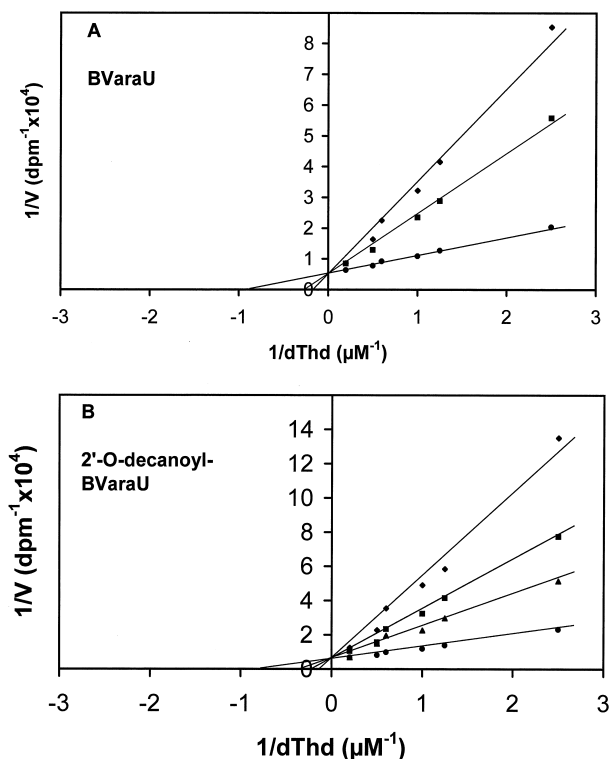 A
BVaraU
1/V (dpm⁻¹x10⁴)
8
7
6
5
4
3
2
1
0
-3 -2 -1 0 1 2 3
1/dThd (µM⁻¹)
B
2'-O-decanoyl-
BVaraU
1/V (dpm⁻¹x10⁴)
14
12
10
8
6
4
2
0
-3 -2 -1 0 1 2 3
1/dThd (µM⁻¹)